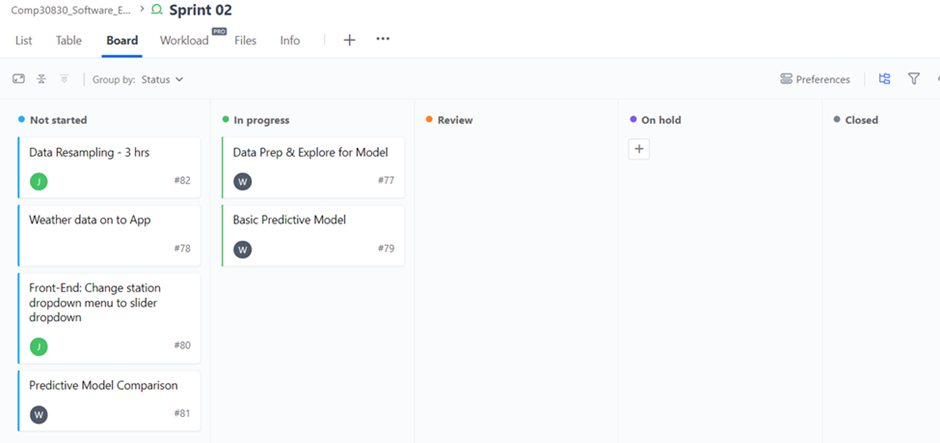 Comp30830_Software_E... > Sprint 02
List Table Board Workload PRO Files Info
Group by: Status
Preferences
Not started
Data Resampling - 3 hrs
J #82
Weather data on to App
#78
Front-End: Change station
dropdown menu to slider
dropdown
J #80
Predictive Model Comparison
W #81
In progress
Data Prep & Explore for Model
W #77
Basic Predictive Model
W #79
Review
On hold
Closed